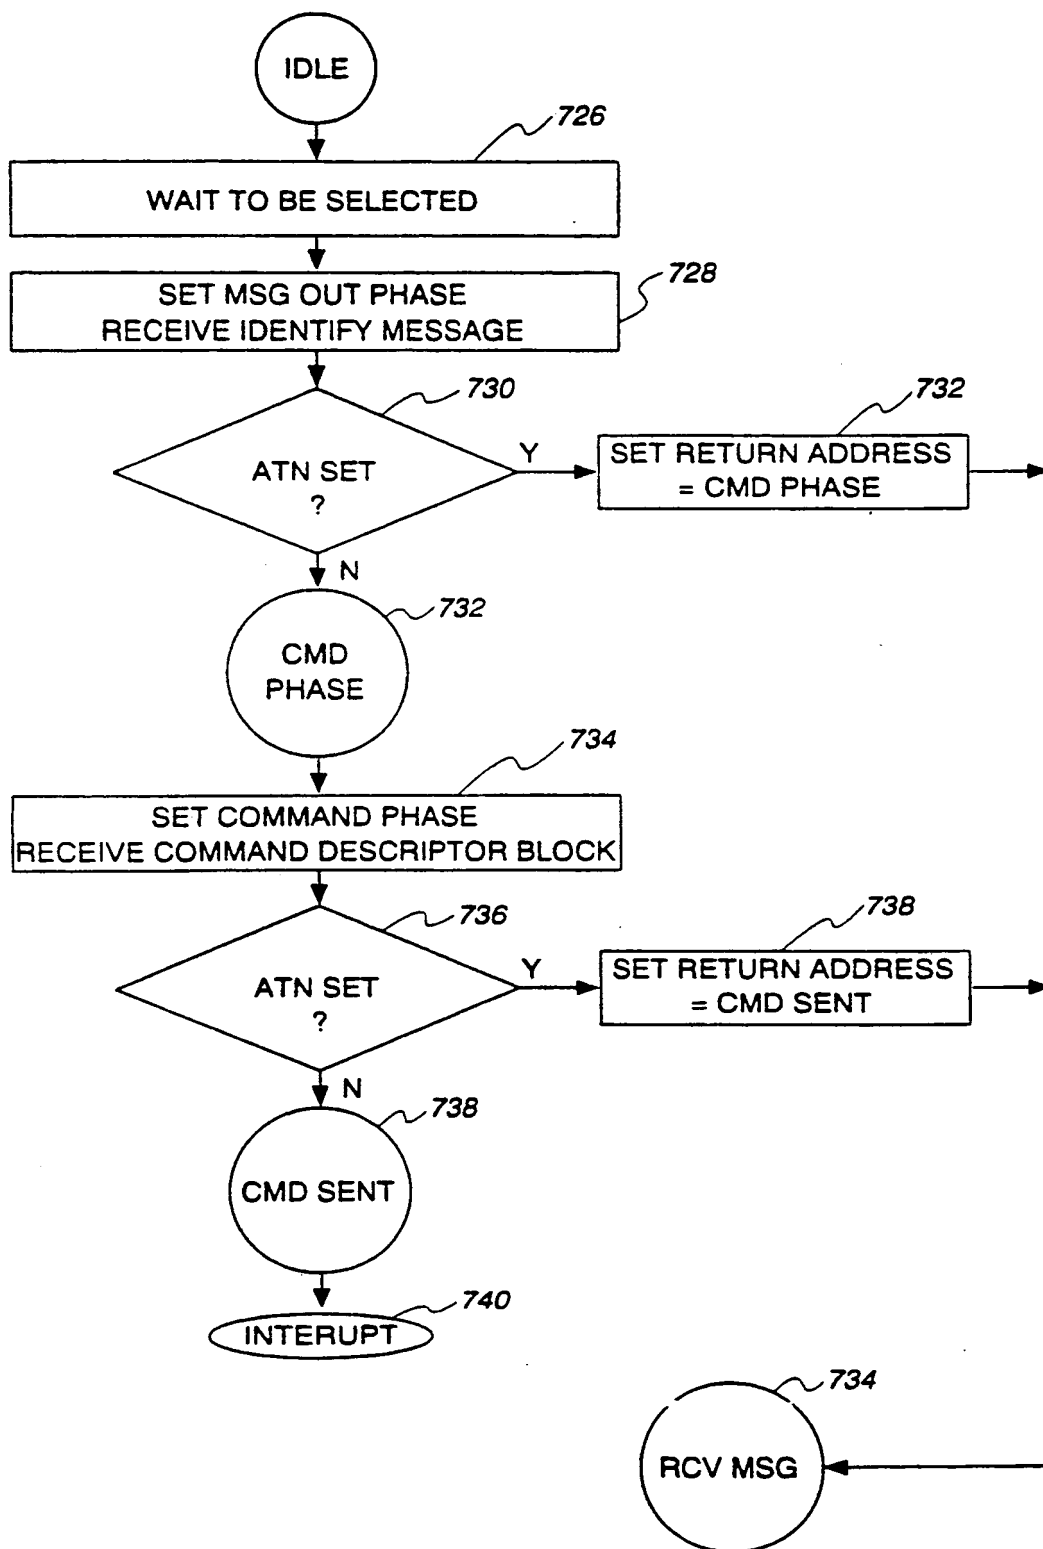 IDLE
726
WAIT TO BE SELECTED
728
SET MSG OUT PHASE
RECEIVE IDENTIFY MESSAGE
730
ATN SET
?
Y
732
SET RETURN ADDRESS
= CMD PHASE
N
732
CMD
PHASE
734
SET COMMAND PHASE
RECEIVE COMMAND DESCRIPTOR BLOCK
736
ATN SET
?
Y
738
SET RETURN ADDRESS
= CMD SENT
N
738
CMD SENT
740
INTERUPT
734
RCV MSG